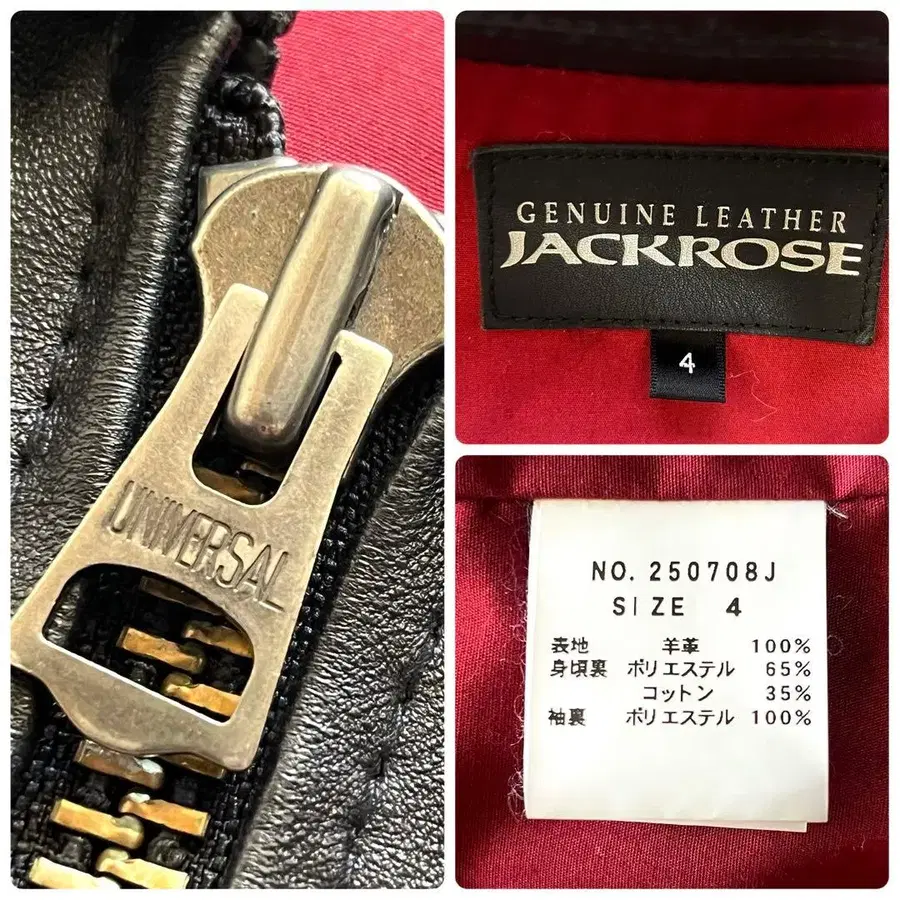 UNIVERSAL
GENUINE LEATHER
JACKROSE
4
NO. 250708J
SIZE 4
表地 羊革 100%
身頃裏 ポリエステル 65%
コットン 35%
袖裏 ポリエステル 100%